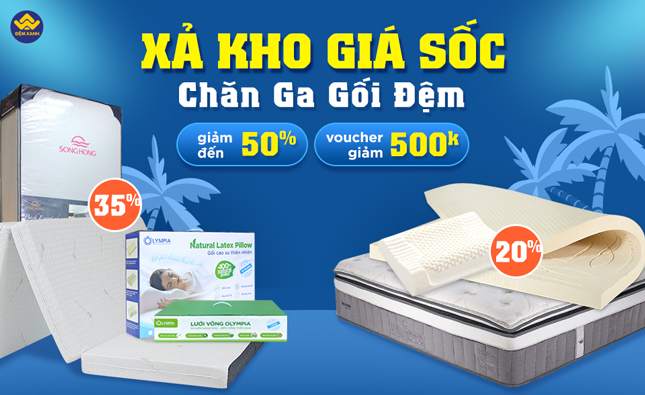 ĐỆM XANH
XẢ KHO GIÁ SỐC
Chăn Ga Gối Đệm
giảm đến 50%
voucher giảm 500k
SONG HONG
35%
OLYMPIA
Natural Latex Pillow
Gối cao su thiên nhiên
100%
OLYMPIA
LƯỚI VÕNG OLYMPIA
20%